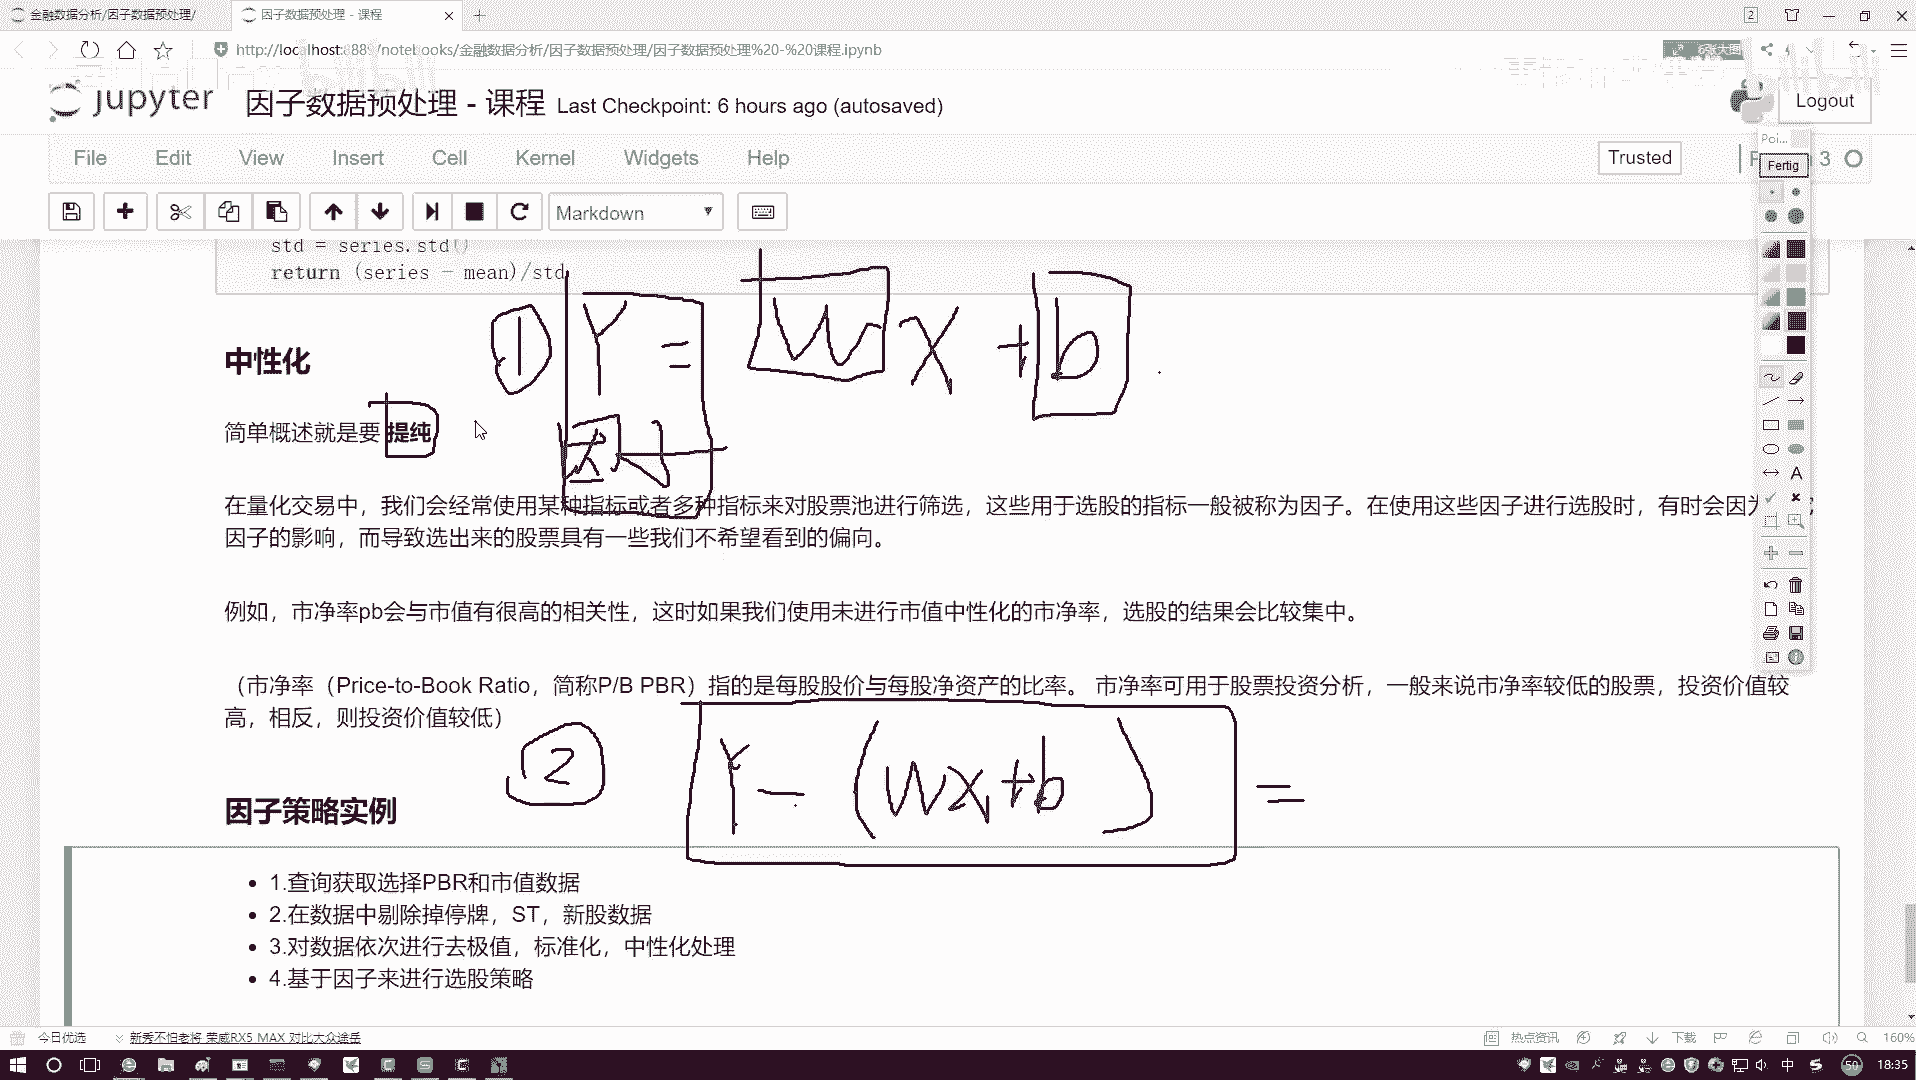 金融数据分析/因子数据预处理/
因子数据预处理 - 课程
2
http://localhost:888 /notebooks/金融数据分析/因子数据预处理/因子数据预处理%20-%20课程.ipynb
6张大图
bilibili
jupyter 因子数据预处理 - 课程 Last Checkpoint: 6 hours ago (autosaved)
Logout
File Edit View Insert Cell Kernel Widgets Help
Trusted
3
Poi...
Fertig
Markdown
std = series.std()
return (series - mean)/std
① Y = W X + b
因子
中性化
简单概述就是要 提纯
在量化交易中，我们会经常使用某种指标或者多种指标来对股票池进行筛选，这些用于选股的指标一般被称为因子。在使用这些因子进行选股时，有时会因为
因子的影响，而导致选出来的股票具有一些我们不希望看到的偏向。
例如，市净率pb会与市值有很高的相关性，这时如果我们使用未进行市值中性化的市净率，选股的结果会比较集中。
（市净率（Price-to-Book Ratio，简称P/B PBR）指的是每股股价与每股净资产的比率。 市净率可用于股票投资分析，一般来说市净率较低的股票，投资价值较
高，相反，则投资价值较低）
② Y - (WX+b) =
因子策略实例
1.查询获取选择PBR和市值数据
2.在数据中剔除掉停牌，ST，新股数据
3.对数据依次进行去极值，标准化，中性化处理
4.基于因子来进行选股策略
今日优选
新秀不怕老将 荣威RX5 MAX 对比大众途岳
热点资讯
下载
160%
中
50
18:35